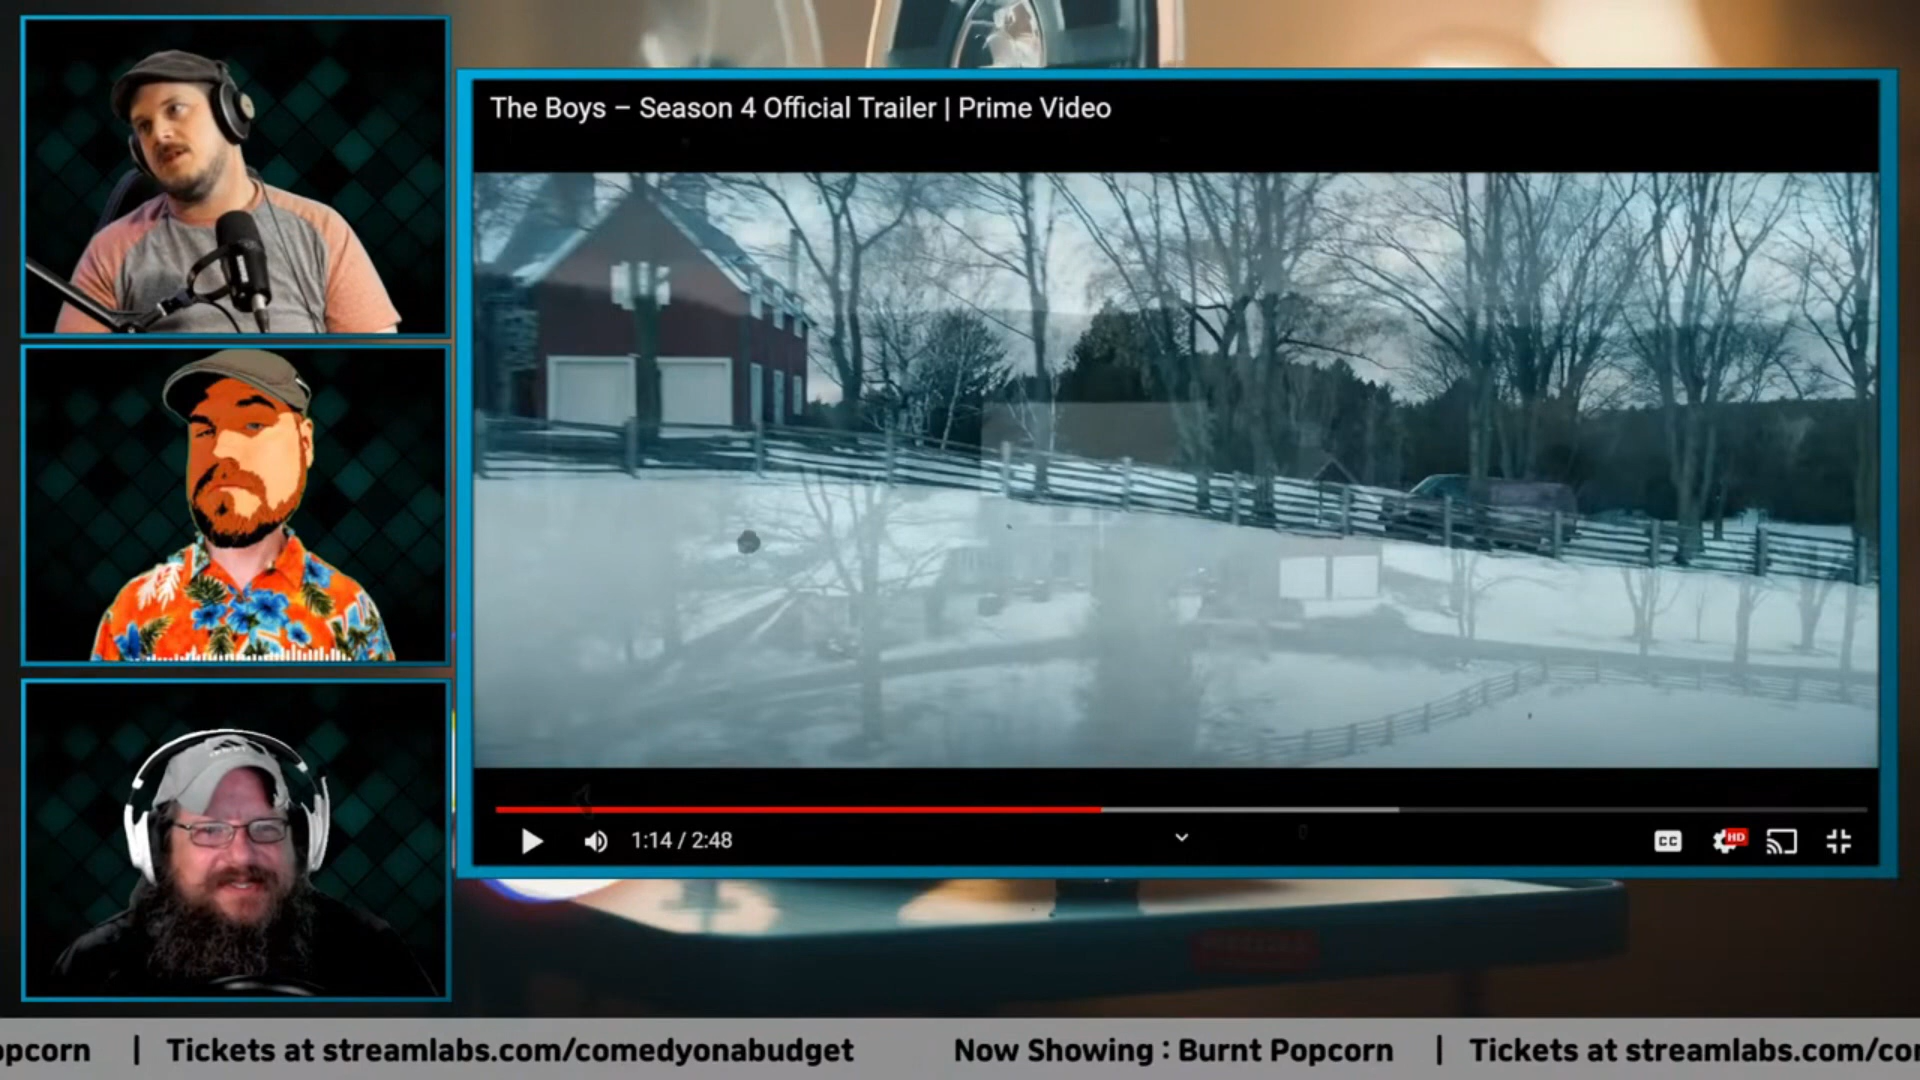 The Boys – Season 4 Official Trailer | Prime Video
1:14 / 2:48
CC
HD
opcorn | Tickets at streamlabs.com/comedyonabudget Now Showing : Burnt Popcorn | Tickets at streamlabs.com/co